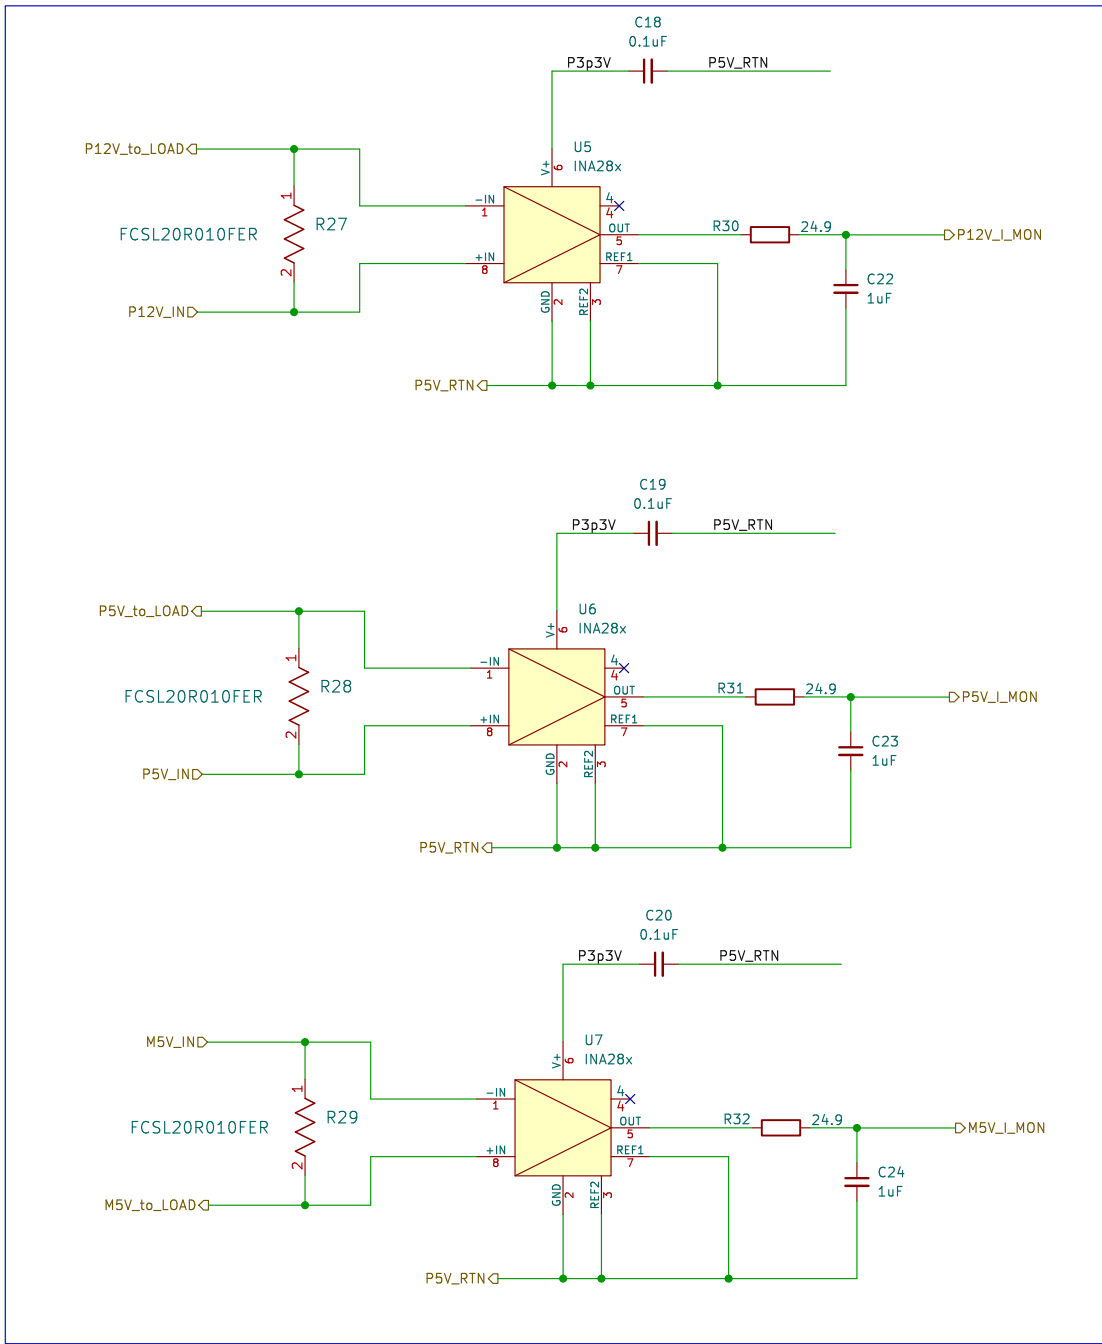 C18
0.1uF
P3p3V
P5V_RTN
P12V_to_LOAD
U5
INA28x
V+
6
-IN
1
4
4
1
R27
FCSL20R010FER
2
OUT
5
R30
24.9
P12V_I_MON
+IN
8
REF1
7
C22
1uF
GND
2
REF2
3
P12V_IN
P5V_RTN
C19
0.1uF
P3p3V
P5V_RTN
P5V_to_LOAD
U6
INA28x
V+
6
-IN
1
4
4
1
R28
FCSL20R010FER
2
OUT
5
R31
24.9
P5V_I_MON
+IN
8
REF1
7
C23
1uF
GND
2
REF2
3
P5V_IN
P5V_RTN
C20
0.1uF
P3p3V
P5V_RTN
M5V_IN
U7
INA28x
V+
6
-IN
1
4
4
1
R29
FCSL20R010FER
2
OUT
5
R32
24.9
M5V_I_MON
+IN
8
REF1
7
C24
1uF
GND
2
REF2
3
M5V_to_LOAD
P5V_RTN